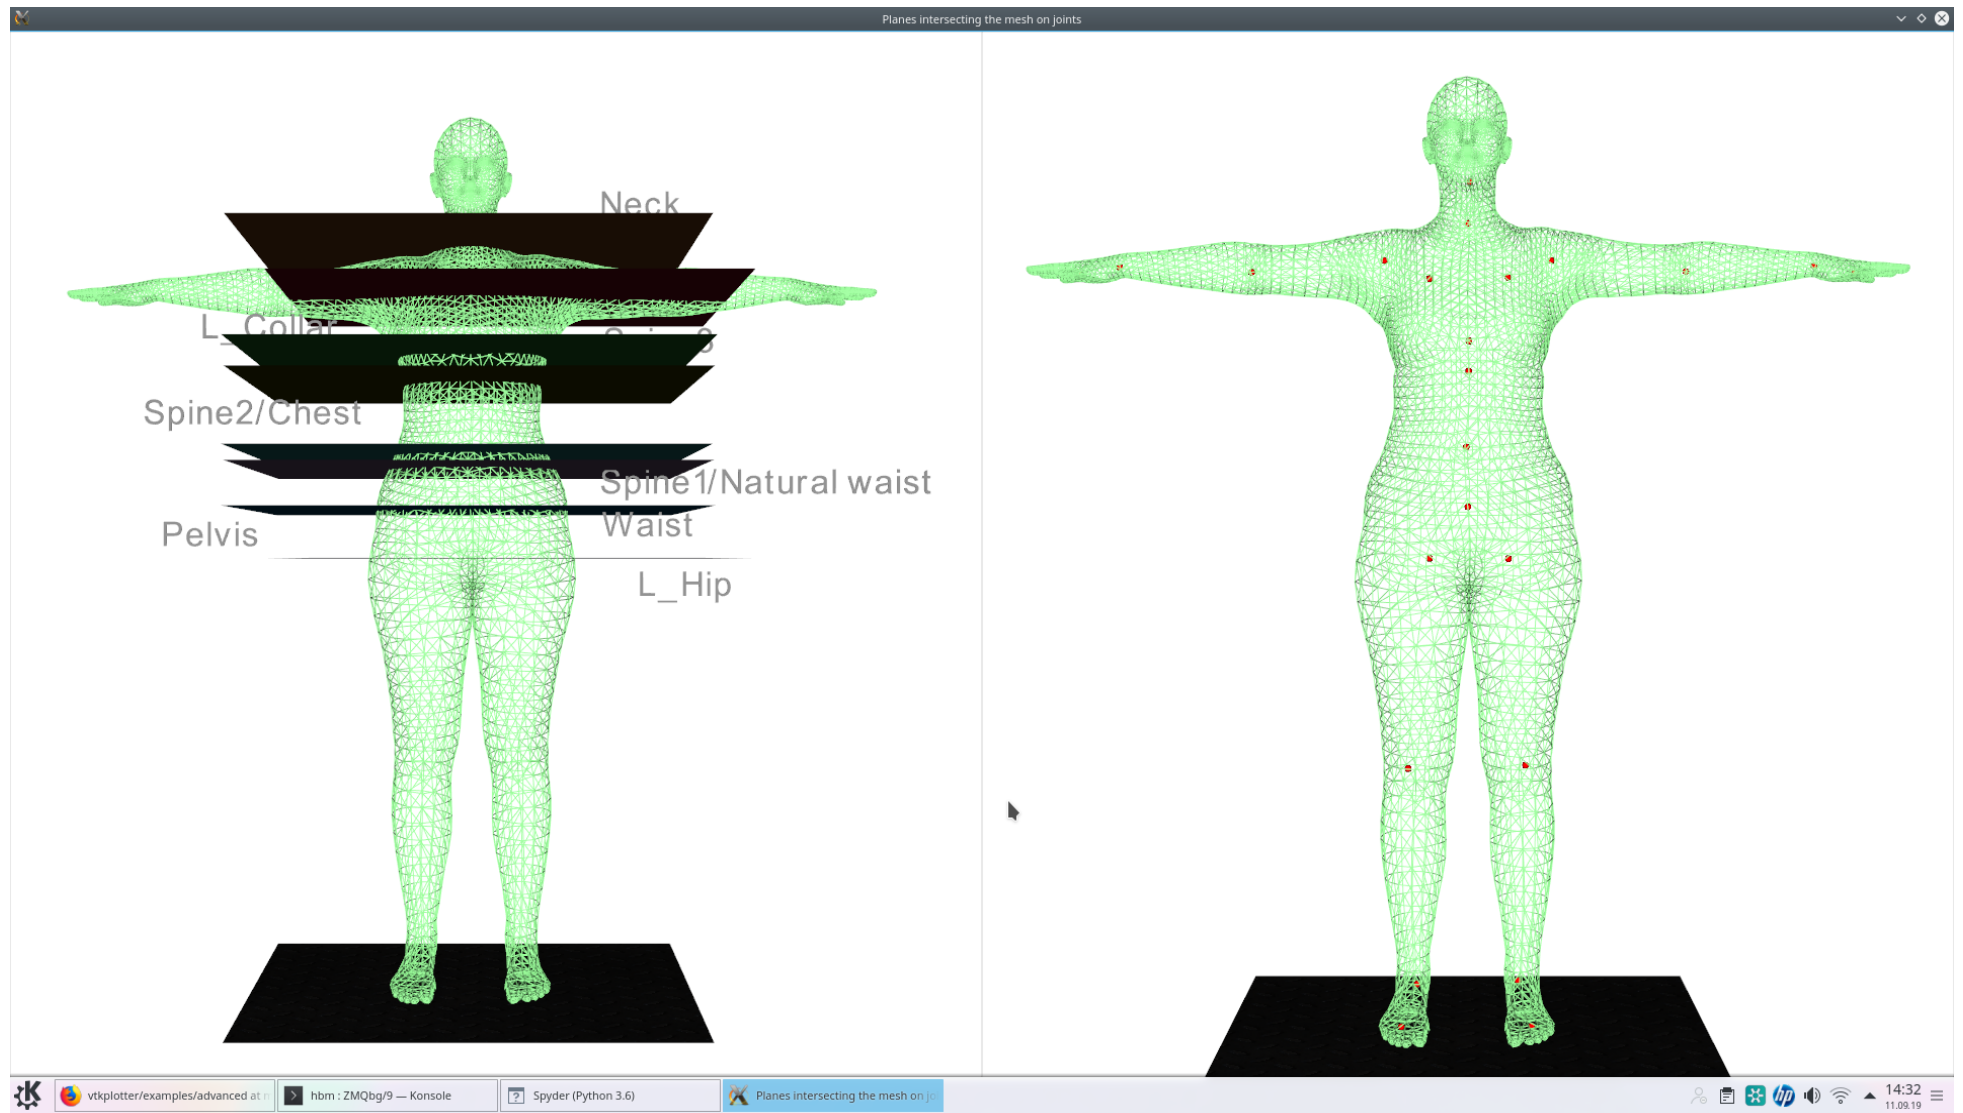 Planes intersecting the mesh on joints
Neck
L_Collar
Spine2/Chest
Spine1/Natural waist
Waist
Pelvis
L_Hip
vtkplotter/examples/advanced at
hbm : ZMQbg/9 — Konsole
Spyder (Python 3.6)
Planes intersecting the mesh on
hp
14:32
11.09.19